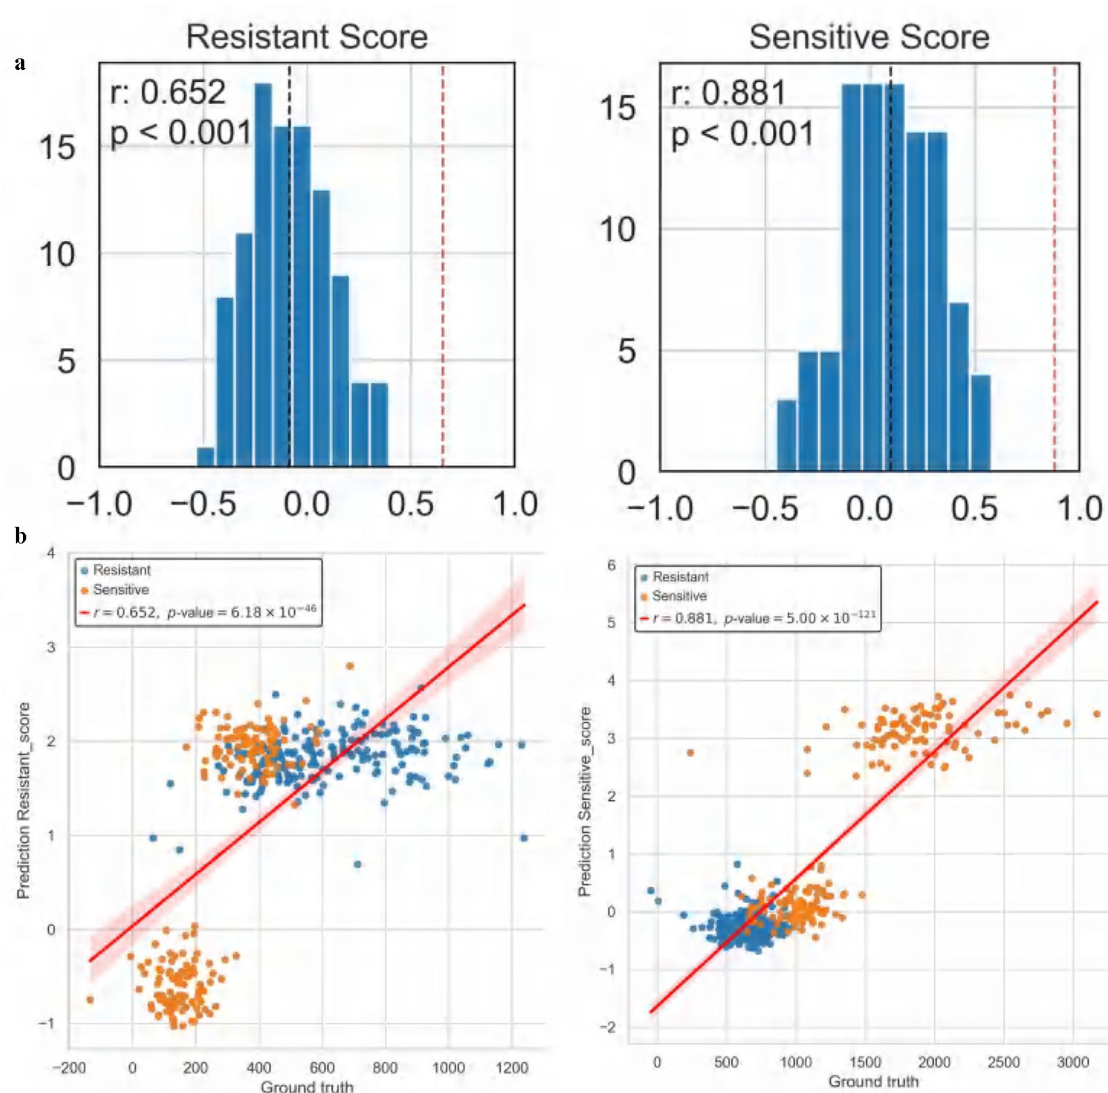 a
Resistant Score
r: 0.652
p < 0.001
15
10
5
0
−1.0 −0.5 0.0 0.5 1.0
Sensitive Score
r: 0.881
p < 0.001
15
10
5
0
−1.0 −0.5 0.0 0.5 1.0
b
Resistant
Sensitive
r = 0.652, p-value = 6.18 × 10⁻⁴⁶
Prediction Resistant_score
4
3
2
1
0
−1
−200 0 200 400 600 800 1000 1200
Ground truth
Resistant
Sensitive
r = 0.881, p-value = 5.00 × 10⁻¹²¹
Prediction Sensitive_score
6
5
4
3
2
1
0
−1
−2
0 500 1000 1500 2000 2500 3000
Ground truth